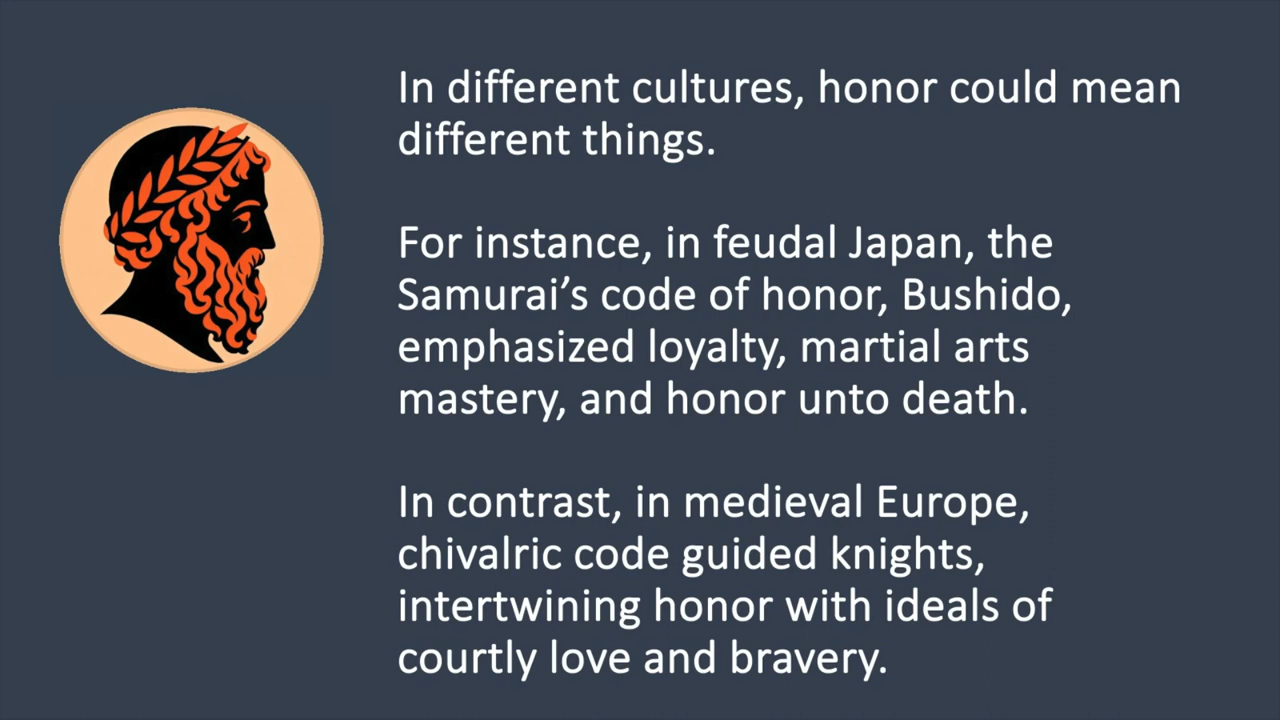 In different cultures, honor could mean
different things.
For instance, in feudal Japan, the
Samurai’s code of honor, Bushido,
emphasized loyalty, martial arts
mastery, and honor unto death.
In contrast, in medieval Europe,
chivalric code guided knights,
intertwining honor with ideals of
courtly love and bravery.